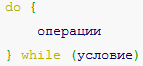 do {
операции
} while (условие)